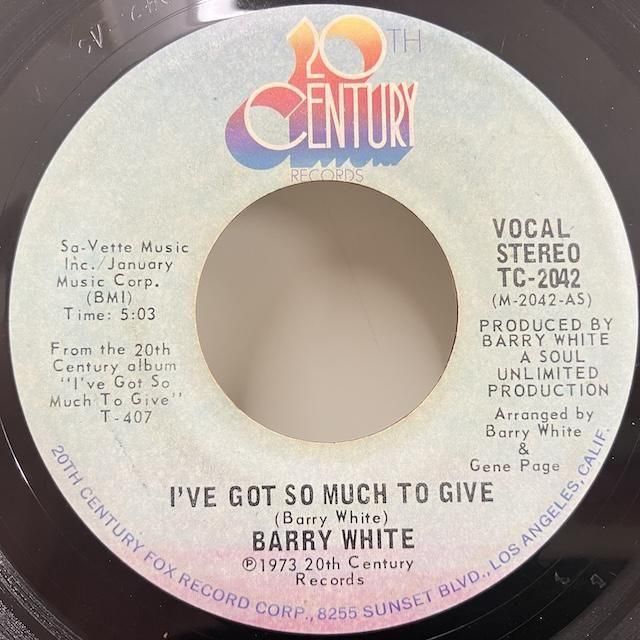 20TH
CENTURY
RECORDS
Sa-Vette Music
Inc./January
Music Corp.
(BMI)
Time: 5:03
From the 20th
Century album
"I've Got So
Much To Give"
T-407
VOCAL
STEREO
TC-2042
(M-2042-AS)
PRODUCED BY
BARRY WHITE
A SOUL
UNLIMITED
PRODUCTION
Arranged by
Barry White
&
Gene Page
I'VE GOT SO MUCH TO GIVE
(Barry White)
BARRY WHITE
℗1973 20th Century
Records
20TH CENTURY FOX RECORD CORP., 8255 SUNSET BLVD., LOS ANGELES, CALIF.